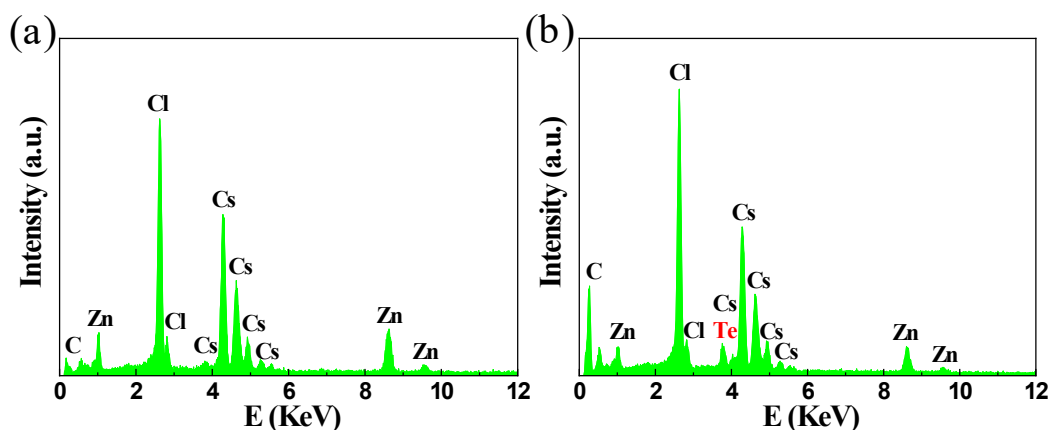 (a)
Intensity (a.u.)
C
Zn
Cl
Cl
Cs
Cs
Cs
Cs
Cs
Zn
Zn
0 2 4 6 8 10 12
E (KeV)
(b)
Intensity (a.u.)
C
Zn
Cl
Cl
Cs
Te
Cs
Cs
Cs
Cs
Zn
Zn
0 2 4 6 8 10 12
E (KeV)